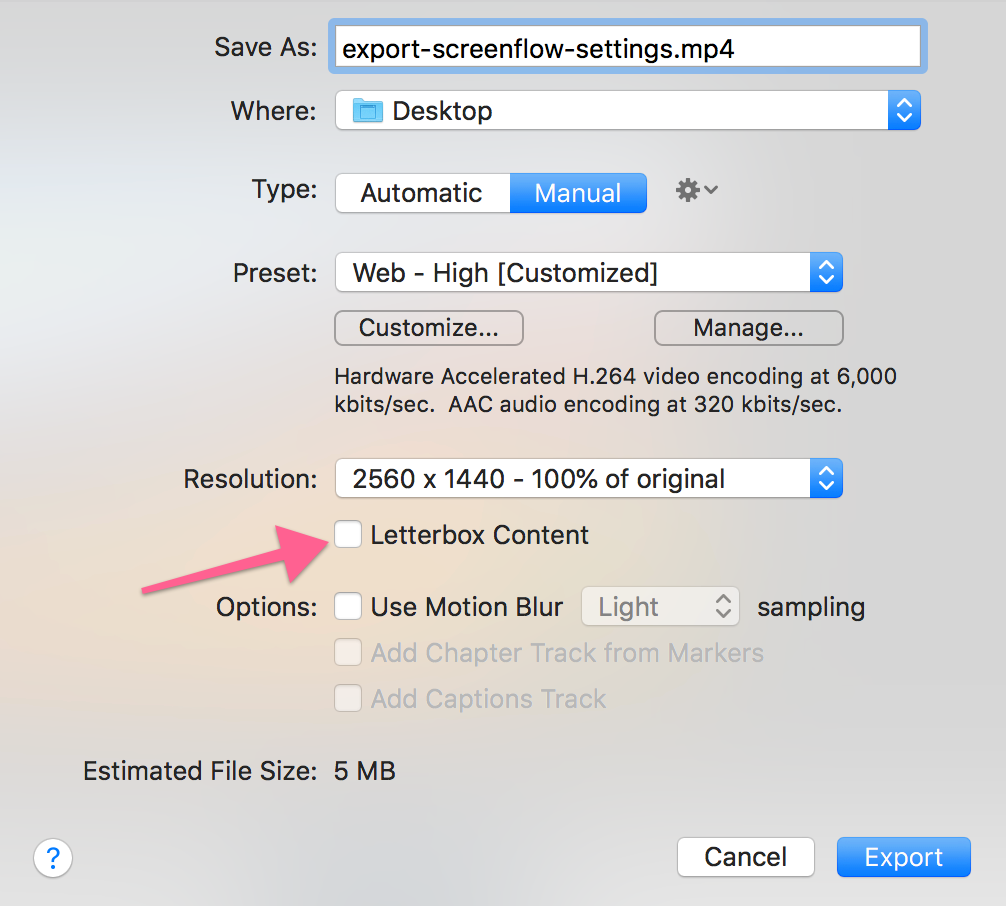 Save As: export-screenflow-settings.mp4
Where: Desktop
Type: Automatic Manual
Preset: Web - High [Customized]
Customize... Manage...
Hardware Accelerated H.264 video encoding at 6,000
kbits/sec.  AAC audio encoding at 320 kbits/sec.
Resolution: 2560 x 1440 - 100% of original
Letterbox Content
Options: Use Motion Blur Light sampling
Add Chapter Track from Markers
Add Captions Track
Estimated File Size: 5 MB
? Cancel Export